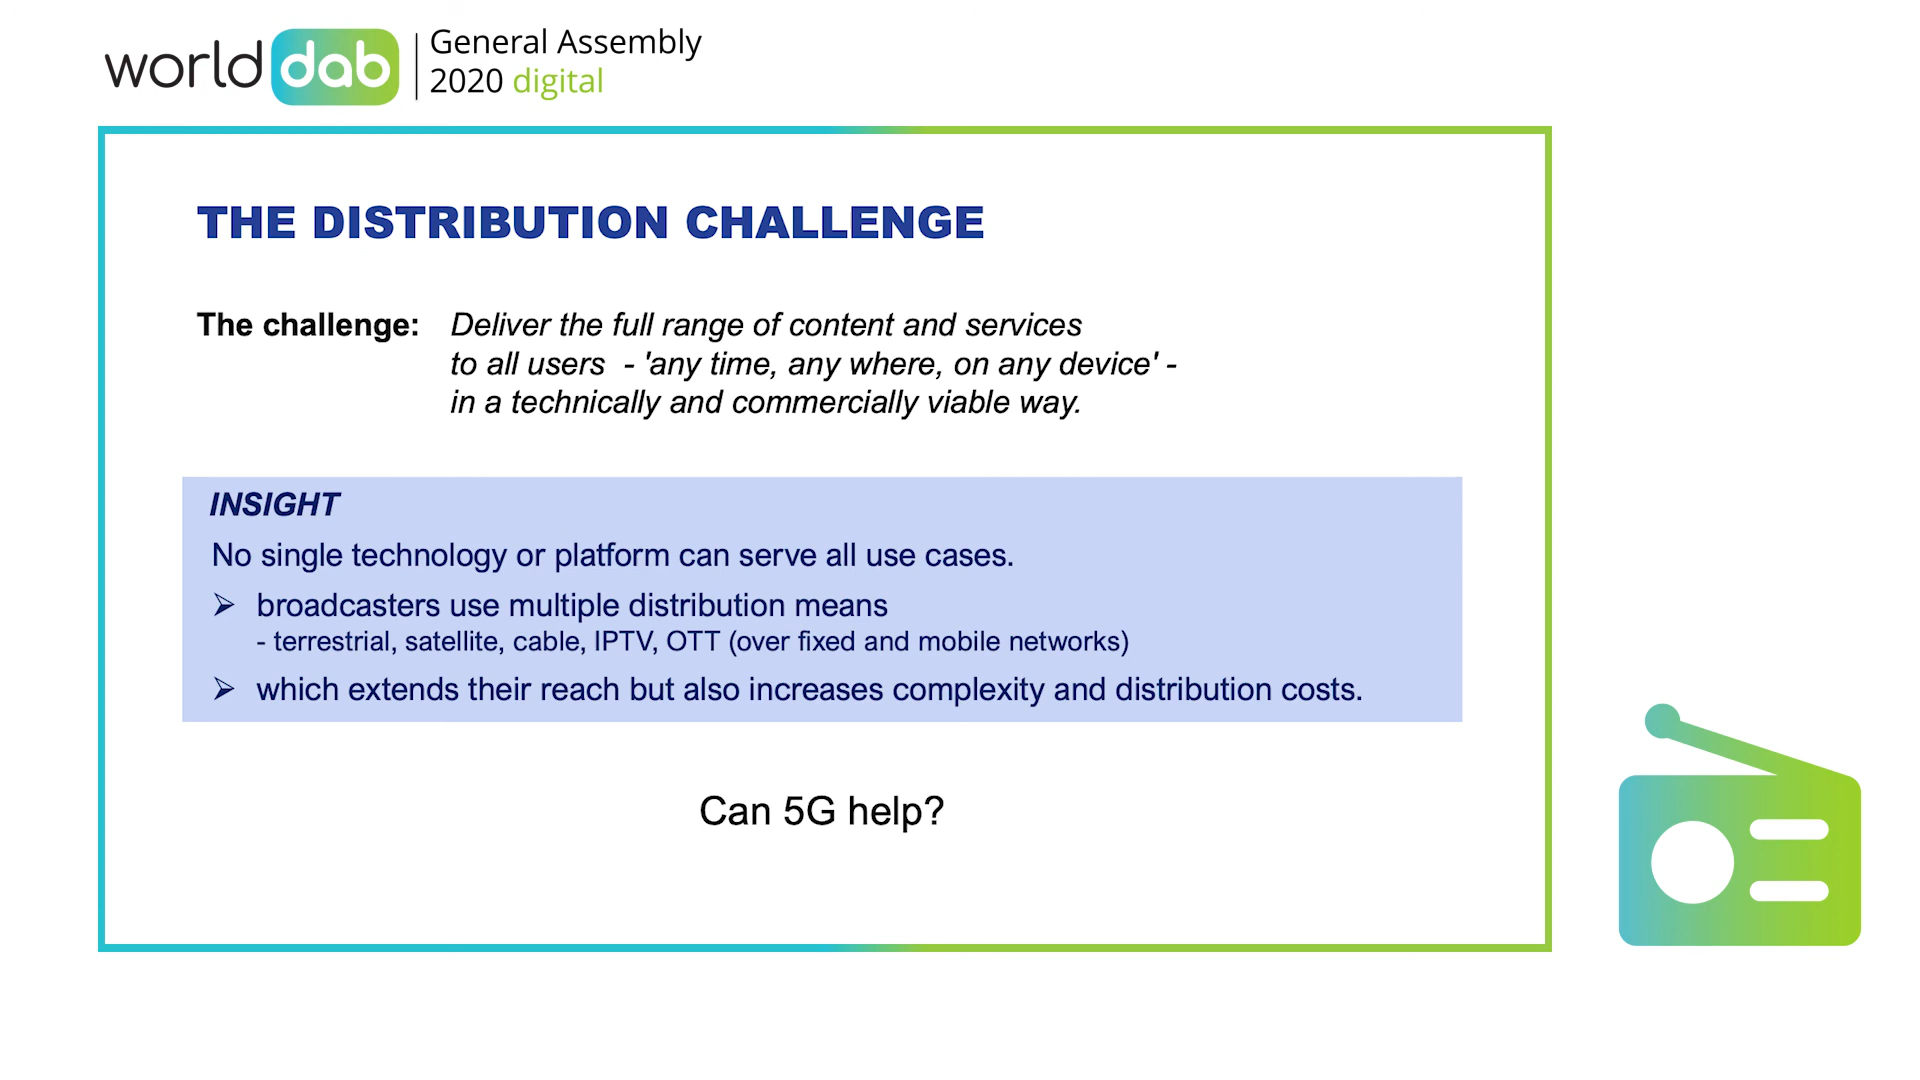 worlddab
General Assembly
2020 digital
THE DISTRIBUTION CHALLENGE
The challenge: Deliver the full range of content and services
to all users - 'any time, any where, on any device' -
in a technically and commercially viable way.
INSIGHT
No single technology or platform can serve all use cases.
➢ broadcasters use multiple distribution means
- terrestrial, satellite, cable, IPTV, OTT (over fixed and mobile networks)
➢ which extends their reach but also increases complexity and distribution costs.
Can 5G help?